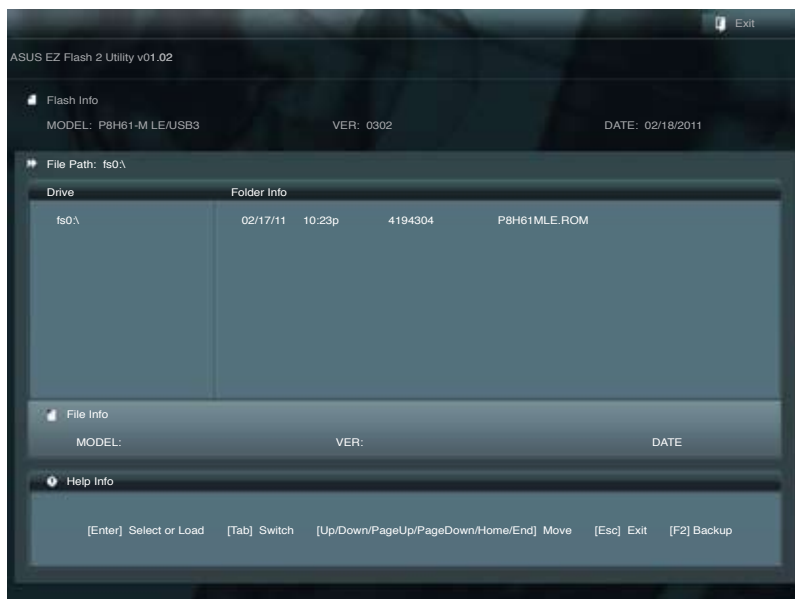 Exit
ASUS EZ Flash 2 Utility v01.02
Flash Info
MODEL: P8H61-M LE/USB3 VER: 0302 DATE: 02/18/2011
File Path: fs0:\
Drive Folder Info
fs0:\ 02/17/11 10:23p 4194304 P8H61MLE.ROM
File Info
MODEL: VER: DATE
Help Info
[Enter] Select or Load [Tab] Switch [Up/Down/PageUp/PageDown/Home/End] Move [Esc] Exit [F2] Backup